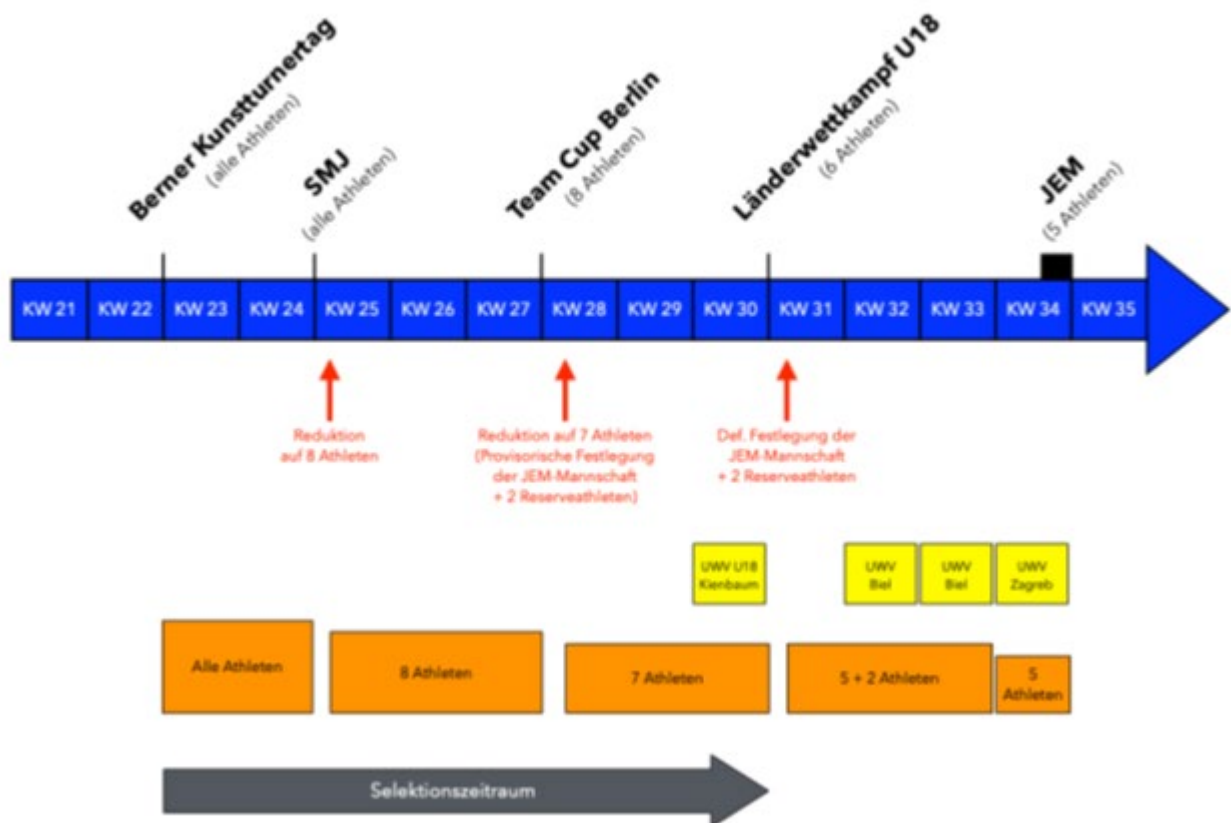 Berner Kunstturnertag
(alle Athleten)
SMJ
(alle Athleten)
Team Cup Berlin
(8 Athleten)
Länderwettkampf U18
(6 Athleten)
JEM
(5 Athleten)
KW 21
KW 22
KW 23
KW 24
KW 25
KW 26
KW 27
KW 28
KW 29
KW 30
KW 31
KW 32
KW 33
KW 34
KW 35
Reduktion
auf 8 Athleten
Reduktion auf 7 Athleten
(Provisorische Festlegung
der JEM-Mannschaft
+ 2 Reserveathleten)
Def. Festlegung der
JEM-Mannschaft
+ 2 Reserveathleten
UWV U18
Kienbaum
UWV
Biel
UWV
Biel
UWV
Zagreb
Alle Athleten
8 Athleten
7 Athleten
5 + 2 Athleten
5
Athleten
Selektionszeitraum